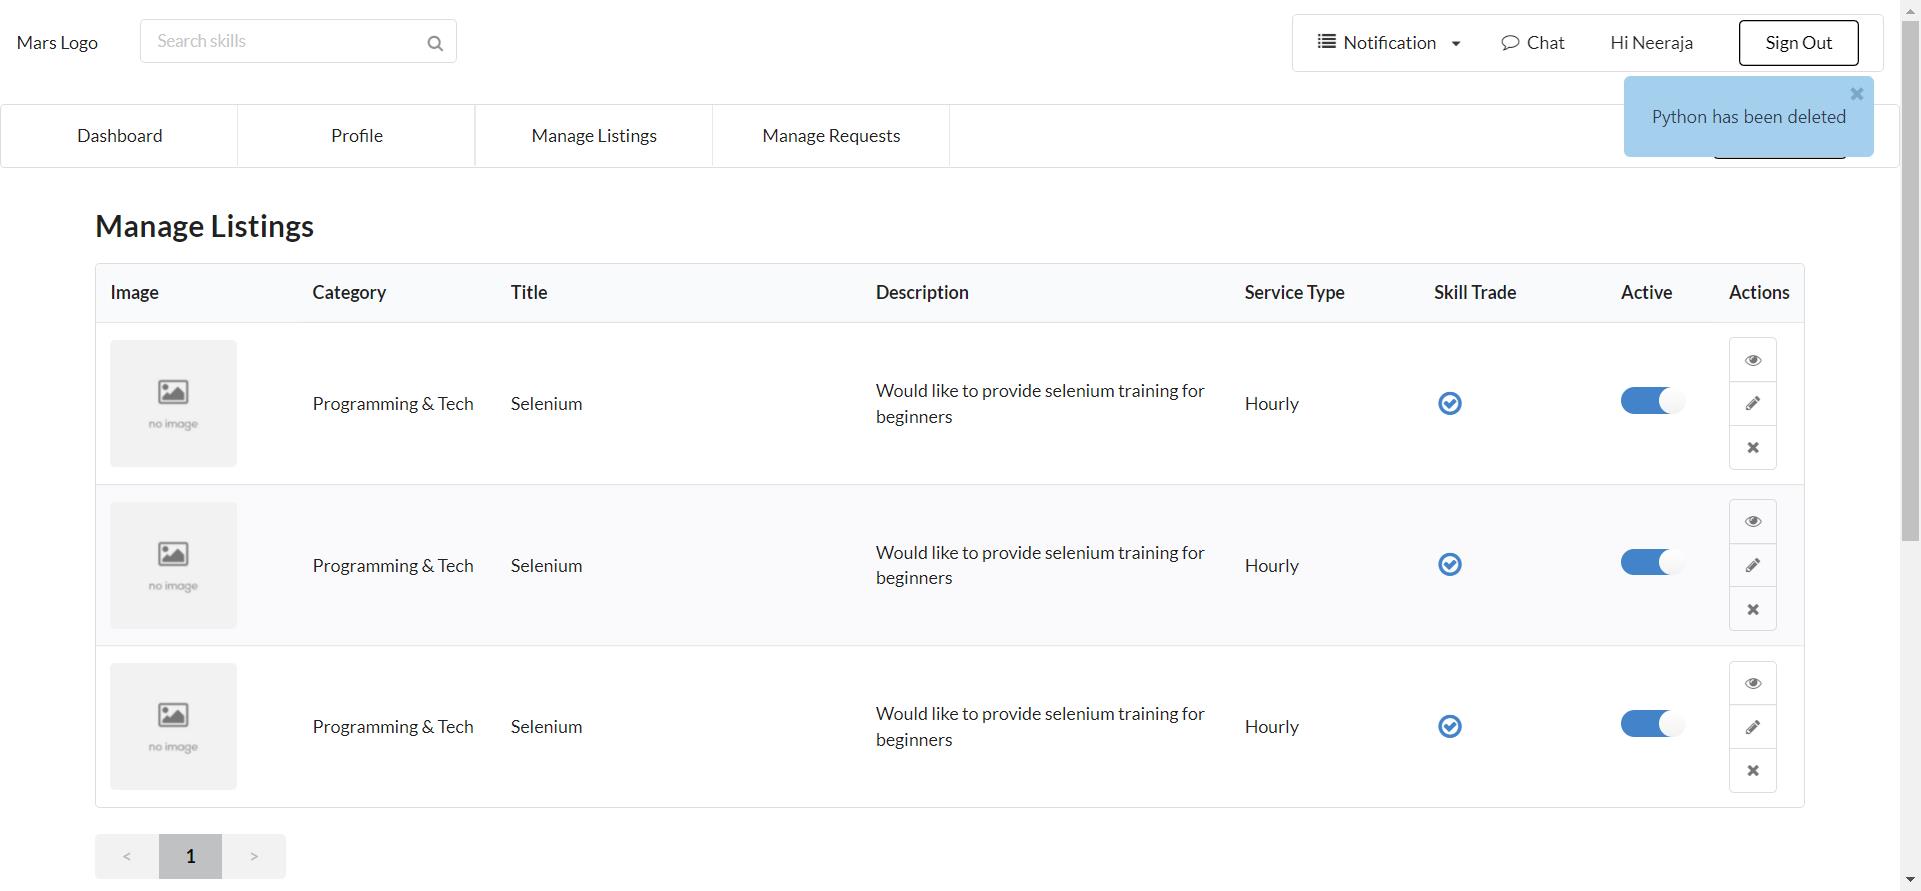 Mars Logo
Search skills
Notification
Chat
Hi Neeraja
Sign Out
Python has been deleted
Dashboard
Profile
Manage Listings
Manage Requests
Manage Listings
Image Category Title Description Service Type Skill Trade Active Actions
no image
Programming & Tech
Selenium
Would like to provide selenium training for
beginners
Hourly
no image
Programming & Tech
Selenium
Would like to provide selenium training for
beginners
Hourly
no image
Programming & Tech
Selenium
Would like to provide selenium training for
beginners
Hourly
< 1 >